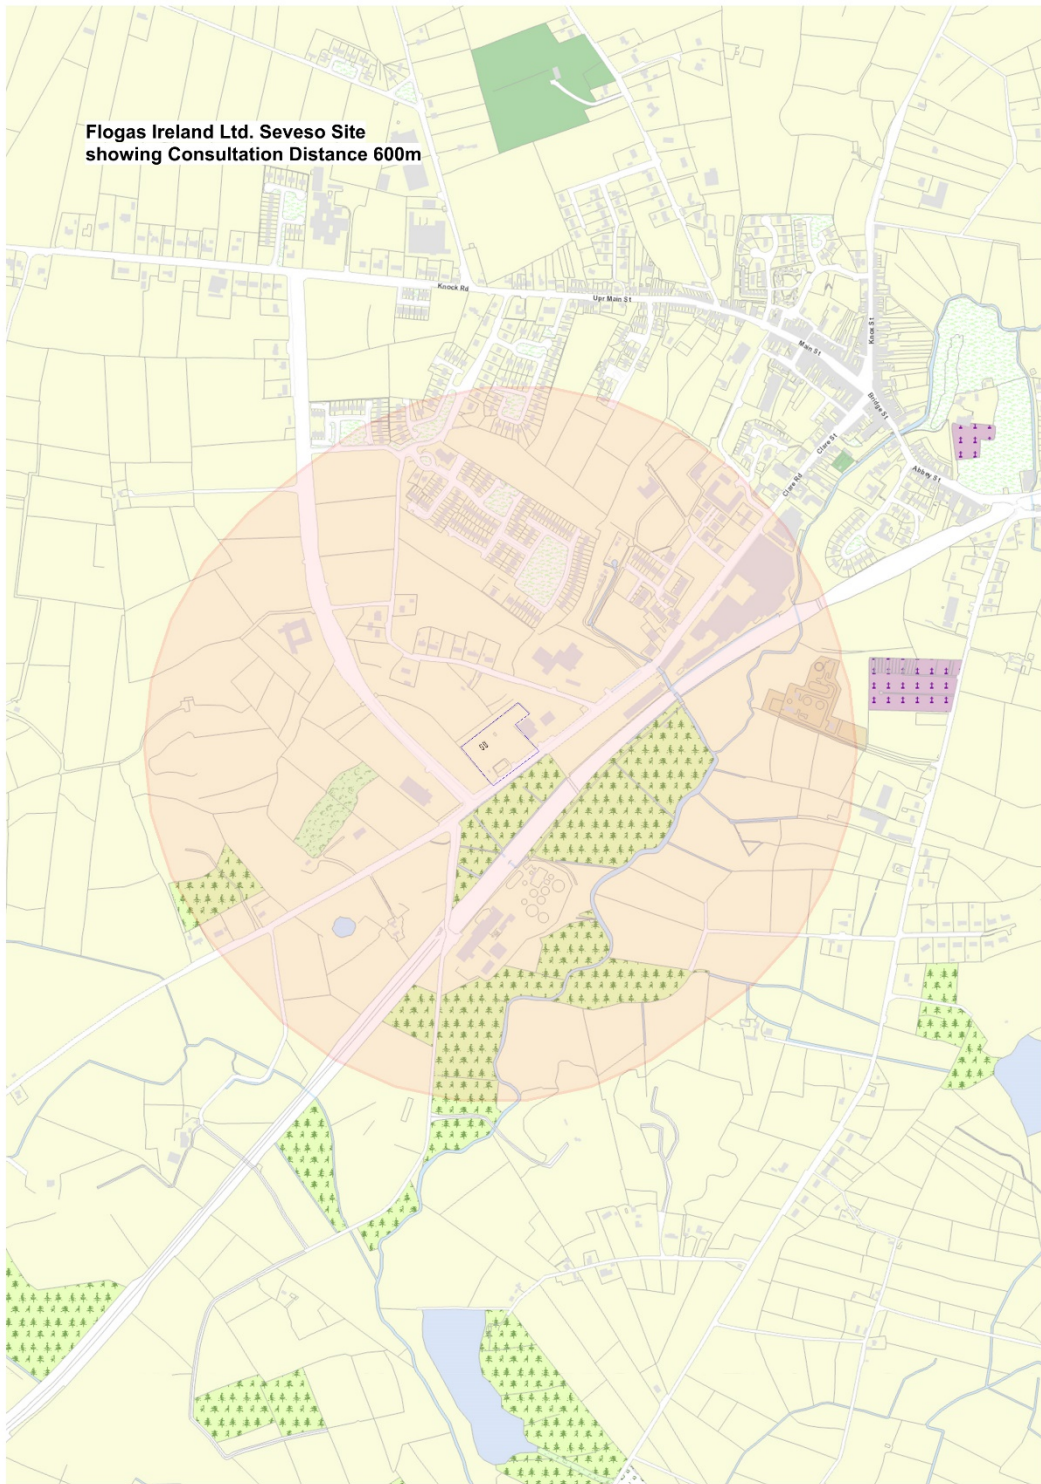 Flogas Ireland Ltd. Seveso Site
showing Consultation Distance 600m
Knock Rd
Upr Main St
Main St
Knox St
Bridge St
Clare St
Abbey St
Clare Rd